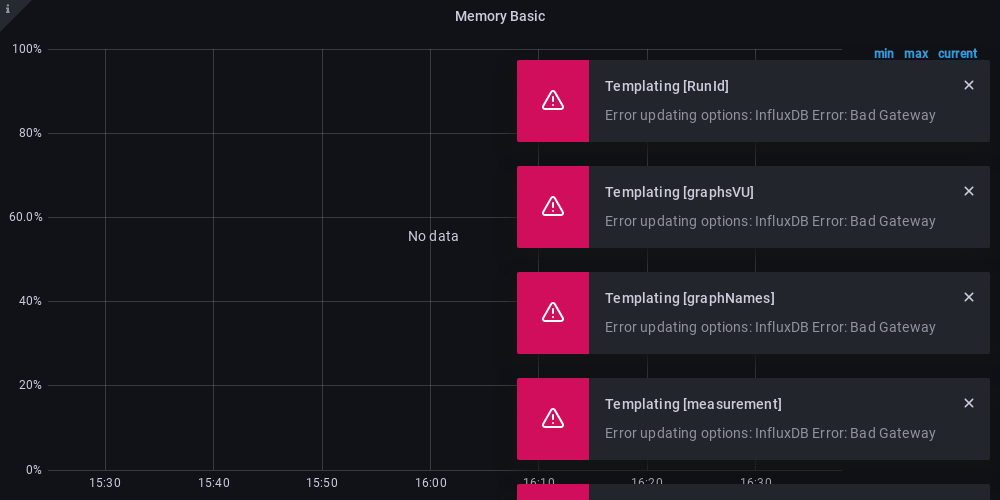 Memory Basic
100%
min max current
Templating [RunId]
Error updating options: InfluxDB Error: Bad Gateway
80%
Templating [graphsVU]
Error updating options: InfluxDB Error: Bad Gateway
60.0%
No data
Templating [graphNames]
Error updating options: InfluxDB Error: Bad Gateway
40%
20%
Templating [measurement]
Error updating options: InfluxDB Error: Bad Gateway
0%
15:30 15:40 15:50 16:00 16:10 16:20 16:30